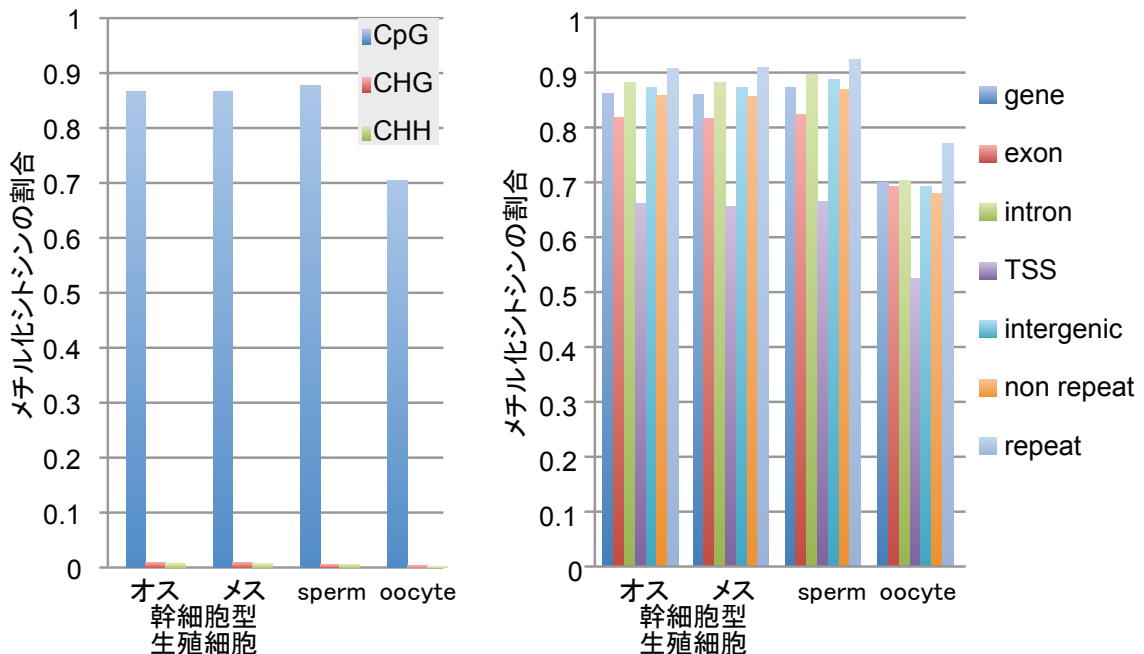 メチル化シトシンの割合
1
0.9
0.8
0.7
0.6
0.5
0.4
0.3
0.2
0.1
0
CpG
CHG
CHH
オス
メス
sperm
oocyte
幹細胞型
生殖細胞
メチル化シトシンの割合
1
0.9
0.8
0.7
0.6
0.5
0.4
0.3
0.2
0.1
0
オス
メス
sperm
oocyte
幹細胞型
生殖細胞
gene
exon
intron
TSS
intergenic
non repeat
repeat